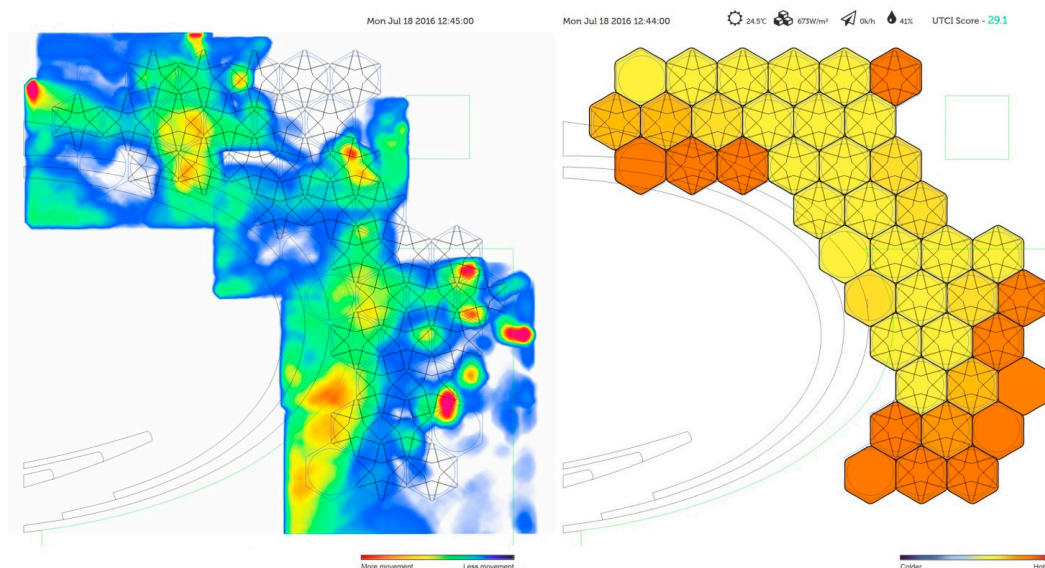 Mon Jul 18 2016 12:45:00
Mon Jul 18 2016 12:44:00
24.5°C
673W/m²
0k/h
41%
UTCI Score - 29.1
More movement
Less movement
Colder
Hot